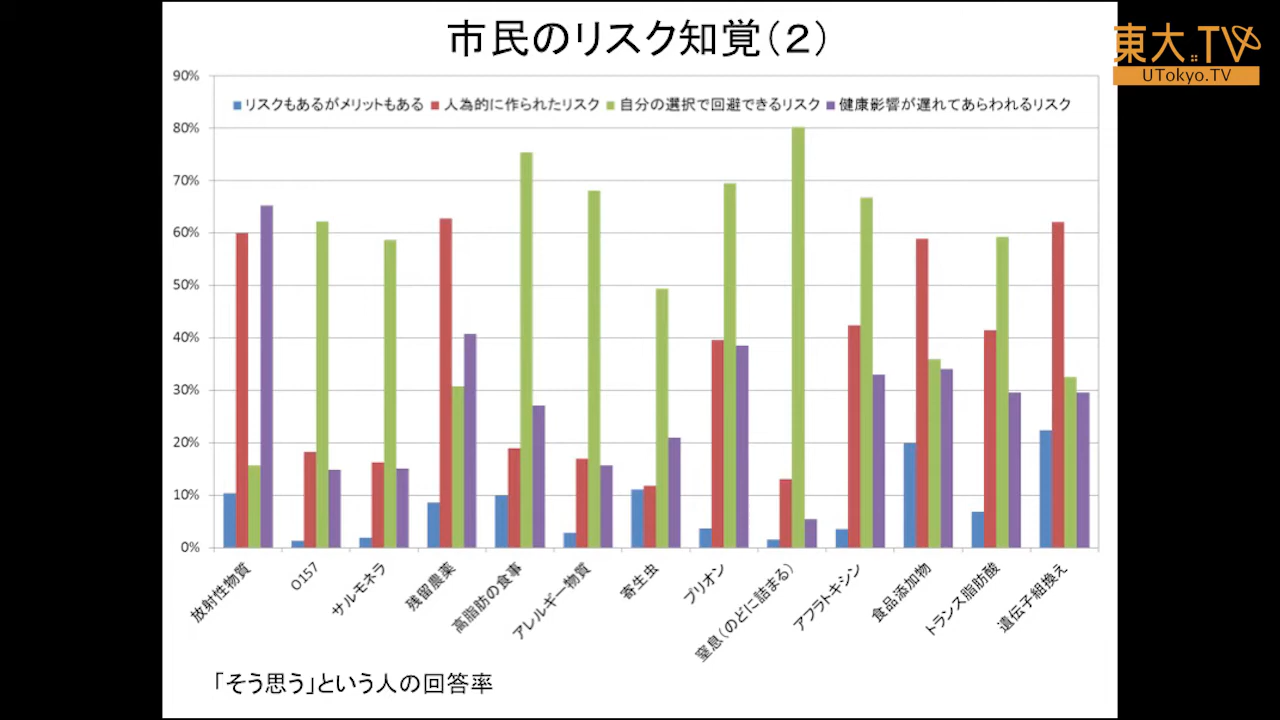 市民のリスク知覚(2)
東大.TV
UTokyo.TV
90%
■リスクもあるがメリットもある ■人為的に作られたリスク ■自分の選択で回避できるリスク ■健康影響が遅れてあらわれるリスク
80%
70%
60%
50%
40%
30%
20%
10%
0%
放射性物質
O157
サルモネラ
残留農薬
高脂肪の食事
アレルギー物質
寄生虫
プリオン
窒息(のどに詰まる)
アフラトキシン
食品添加物
トランス脂肪酸
遺伝子組換え
「そう思う」という人の回答率